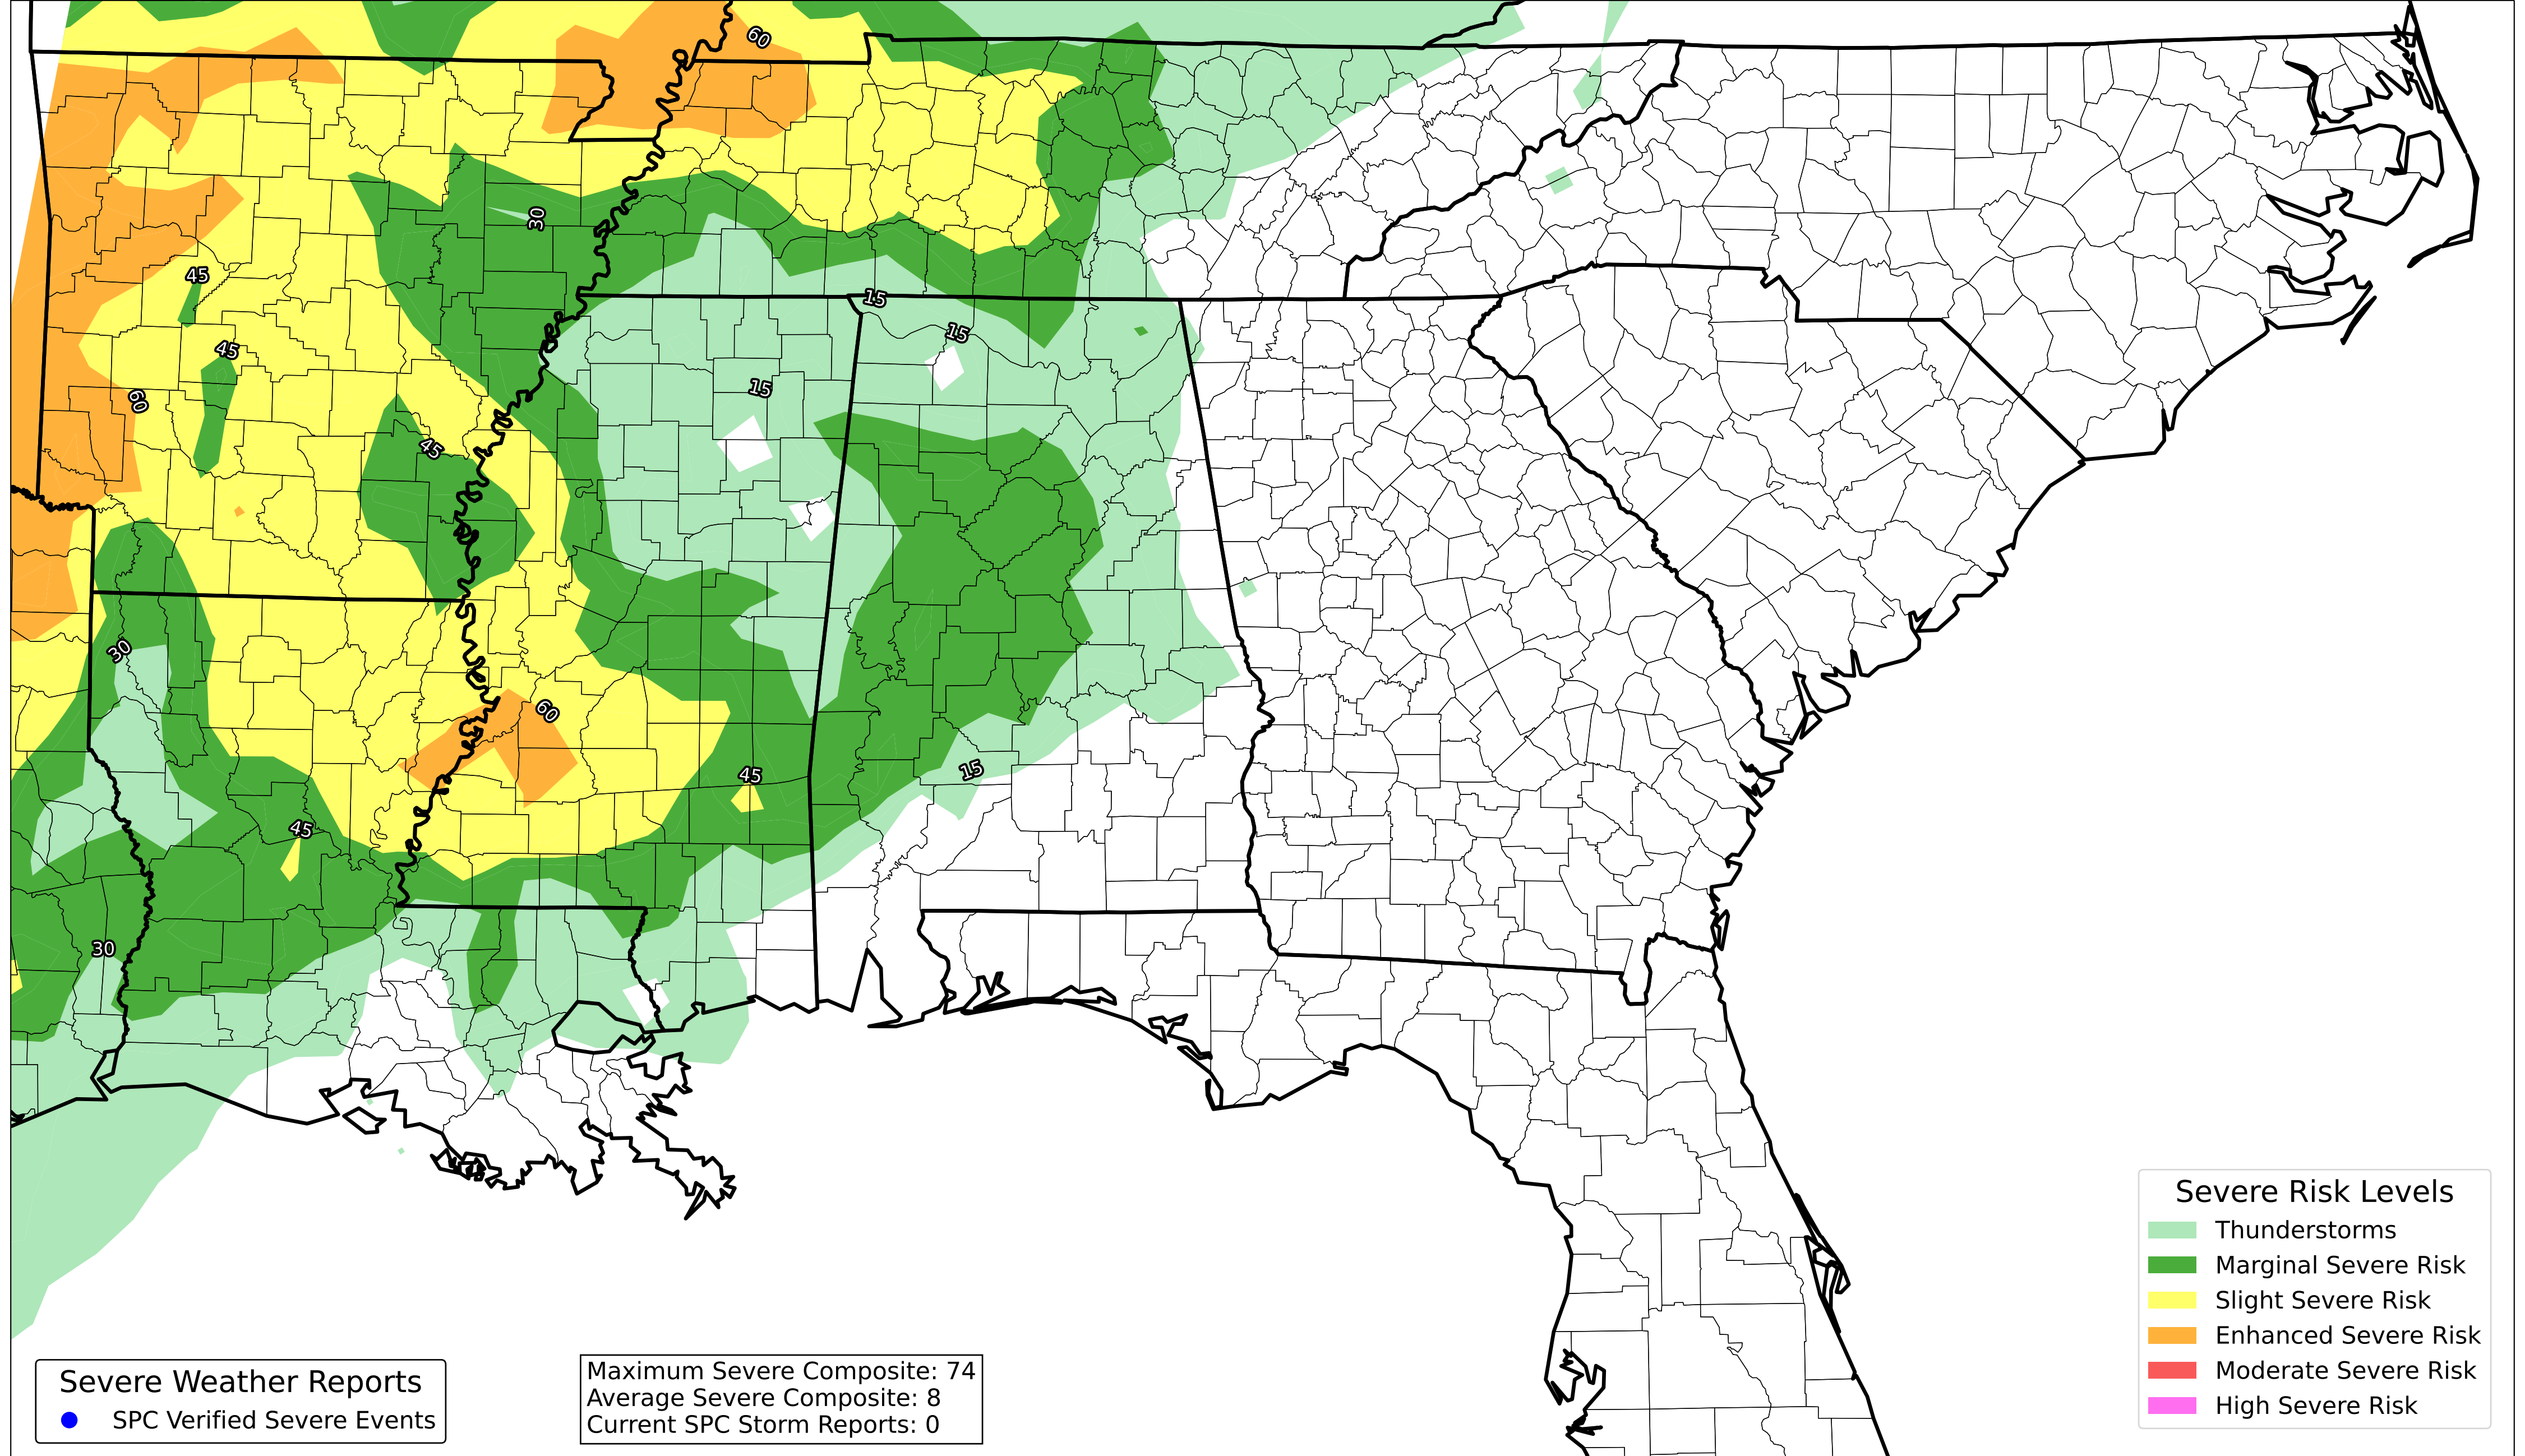 60
30
45
15
15
45
15
60
45
30
60
45
15
45
30
Severe Risk Levels
Thunderstorms
Marginal Severe Risk
Slight Severe Risk
Enhanced Severe Risk
Moderate Severe Risk
High Severe Risk
Severe Weather Reports
SPC Verified Severe Events
Maximum Severe Composite: 74
Average Severe Composite: 8
Current SPC Storm Reports: 0